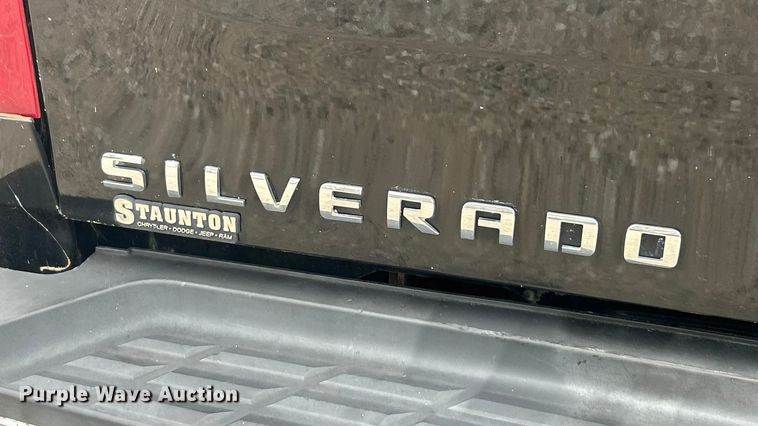 SILVERADO
STAUNTON
CHRYSLER • DODGE • JEEP • RAM
Purple Wave Auction